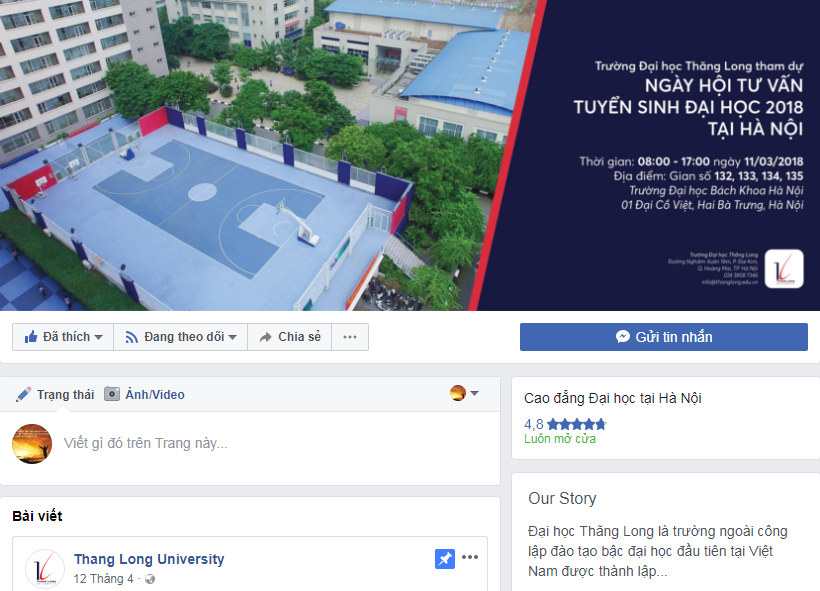 Trường Đại học Thăng Long tham dự
NGÀY HỘI TƯ VẤN
TUYỂN SINH ĐẠI HỌC 2018
TẠI HÀ NỘI
Thời gian: 08:00 - 17:00 ngày 11/03/2018
Địa điểm: Gian số 132, 133, 134, 135
Trường Đại học Bách Khoa Hà Nội
01 Đại Cồ Việt, Hai Bà Trưng, Hà Nội
Trường Đại học Thăng Long
Đường Nghiêm Xuân Yêm, P. Đại Kim,
Q. Hoàng Mai, TP. Hà Nội
024 3858 7346
info@thanglong.edu.vn
Đã thích
Đang theo dõi
Chia sẻ
Gửi tin nhắn
Trạng thái
Ảnh/Video
Viết gì đó trên Trang này...
Cao đẳng Đại học tại Hà Nội
4,8
Luôn mở cửa
Our Story
Đại học Thăng Long là trường ngoài công
lập đào tạo bậc đại học đầu tiên tại Việt
Nam được thành lập...
Bài viết
Thang Long University
12 Tháng 4 ·